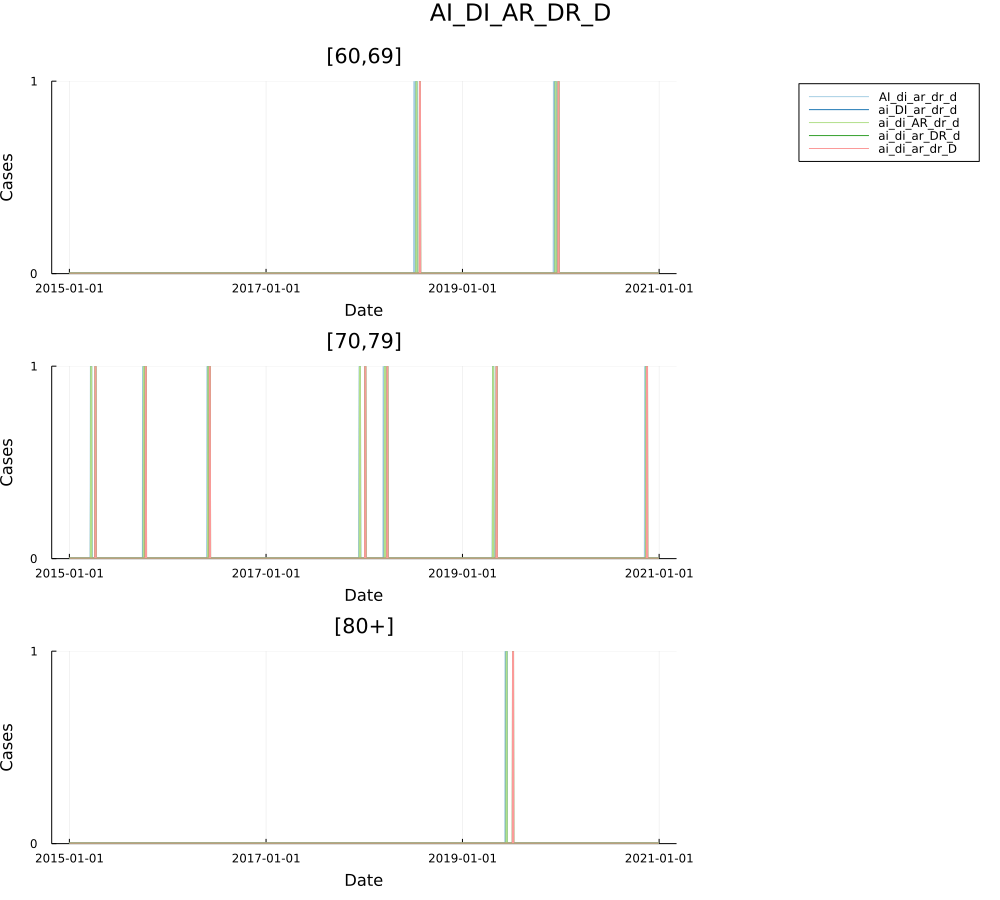 AI_DI_AR_DR_D
[60,69]
1
Cases
0
2015-01-01 2017-01-01 2019-01-01 2021-01-01
Date
AI_di_ar_dr_d
ai_DI_ar_dr_d
ai_di_AR_dr_d
ai_di_ar_DR_d
ai_di_ar_dr_D
[70,79]
1
Cases
0
2015-01-01 2017-01-01 2019-01-01 2021-01-01
Date
[80+]
1
Cases
0
2015-01-01 2017-01-01 2019-01-01 2021-01-01
Date